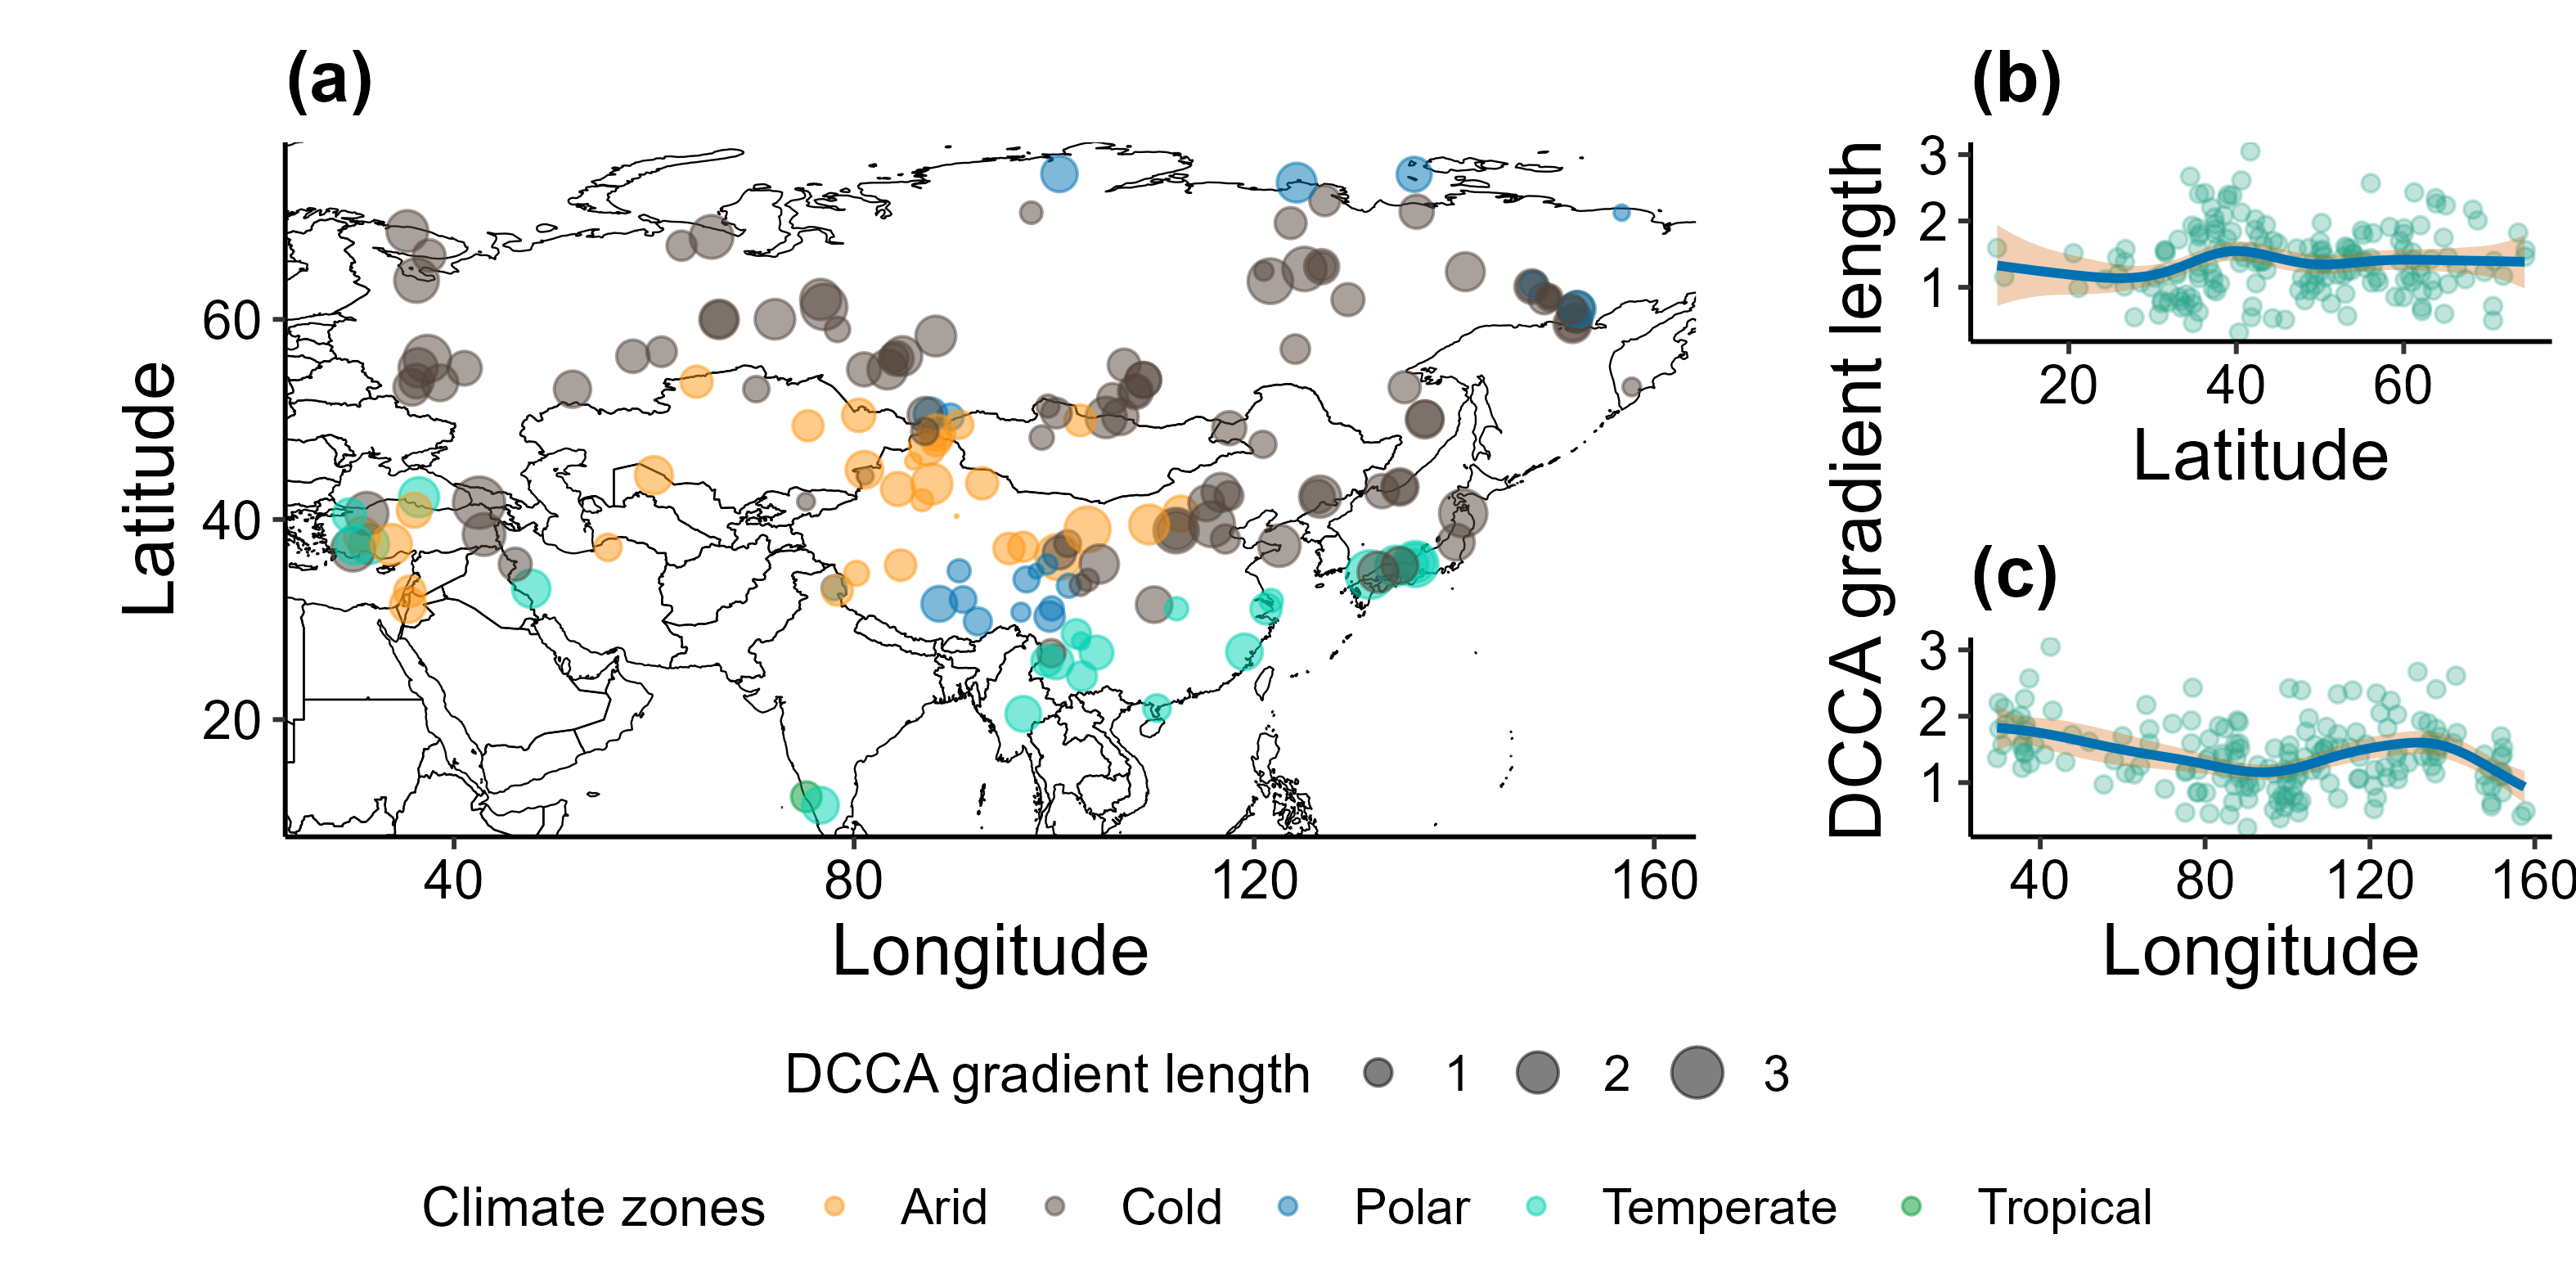 (a)
60
40
20
Latitude
40
80
120
160
Longitude
(b)
3
2
1
20
40
60
Latitude
DCCA gradient length
(c)
3
2
1
40
80
120
160
Longitude
DCCA gradient length 1 2 3
Climate zones Arid Cold Polar Temperate Tropical